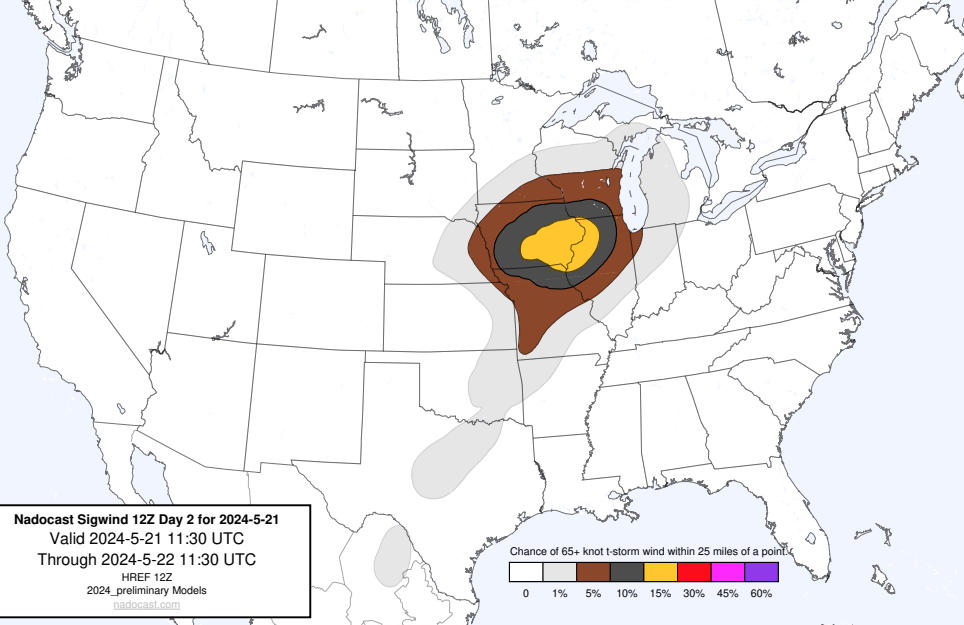 Nadocast Sigwind 12Z Day 2 for 2024-5-21
Valid 2024-5-21 11:30 UTC
Through 2024-5-22 11:30 UTC
HREF 12Z
2024_preliminary Models
nadocast.com
Chance of 65+ knot t-storm wind within 25 miles of a point.
0 1% 5% 10% 15% 30% 45% 60%